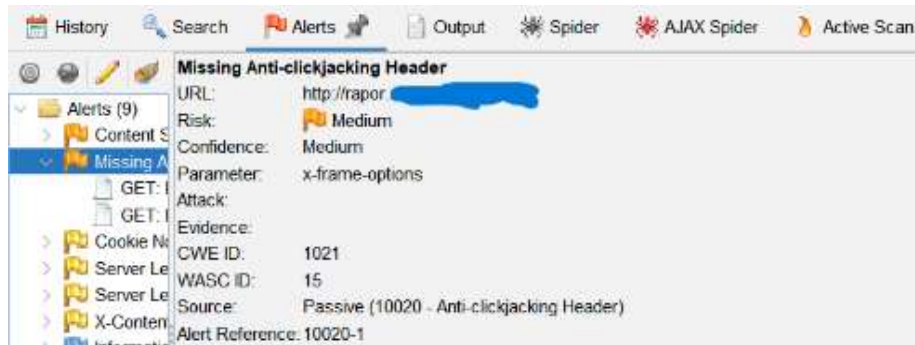 History Search Alerts Output Spider AJAX Spider Active Scan
Missing Anti-clickjacking Header
URL: http://rapor
Alerts (9)
Risk: Medium
Content S
Confidence: Medium
Missing A
Parameter: x-frame-options
GET:
Attack:
GET:
Evidence:
Cookie No
CWE ID: 1021
Server Le
WASC ID: 15
Server Le
Source: Passive (10020 - Anti-clickjacking Header)
X-Conten
Alert Reference: 10020-1